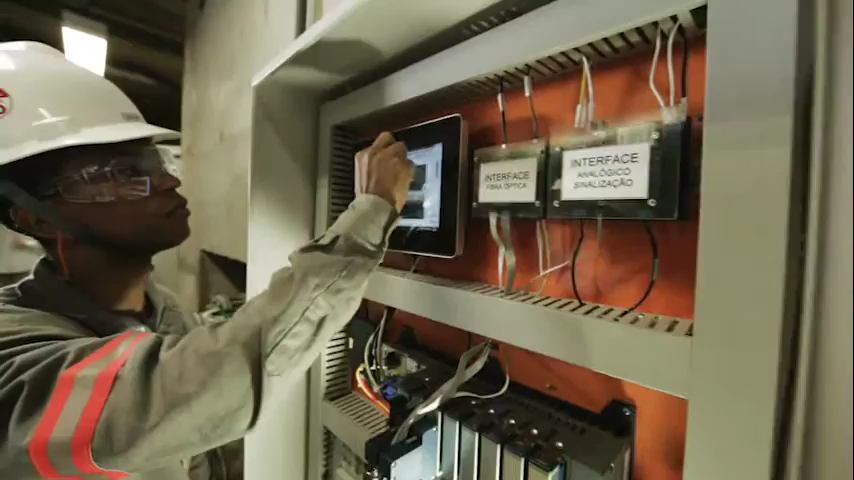 INTERFACE
FIBRA ÓPTICA
INTERFACE
ANALÓGICO
SINALIZAÇÃO